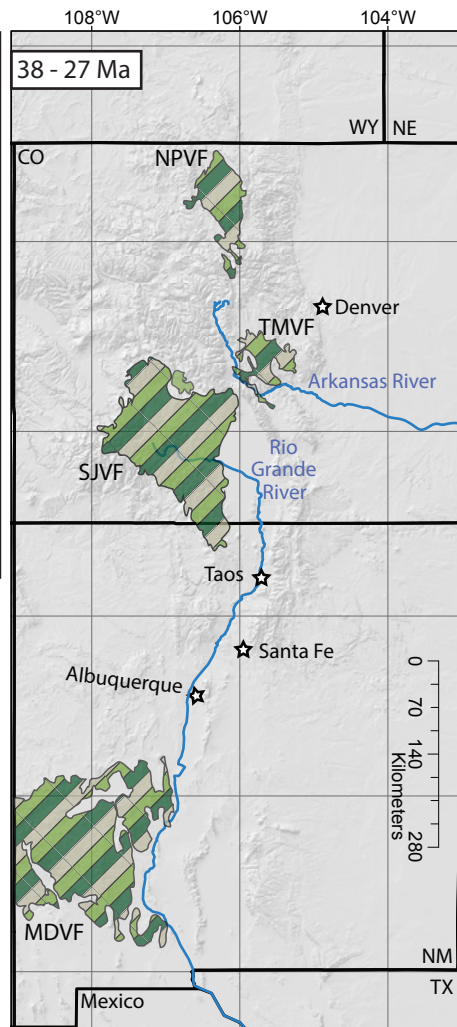 108°W 106°W 104°W
38 - 27 Ma
WY NE
CO
NPVF
Denver
TMVF
Arkansas River
SJVF
Rio
Grande
River
Taos
Santa Fe
Albuquerque
0
70
140
280
Kilometers
MDVF
NM
TX
Mexico